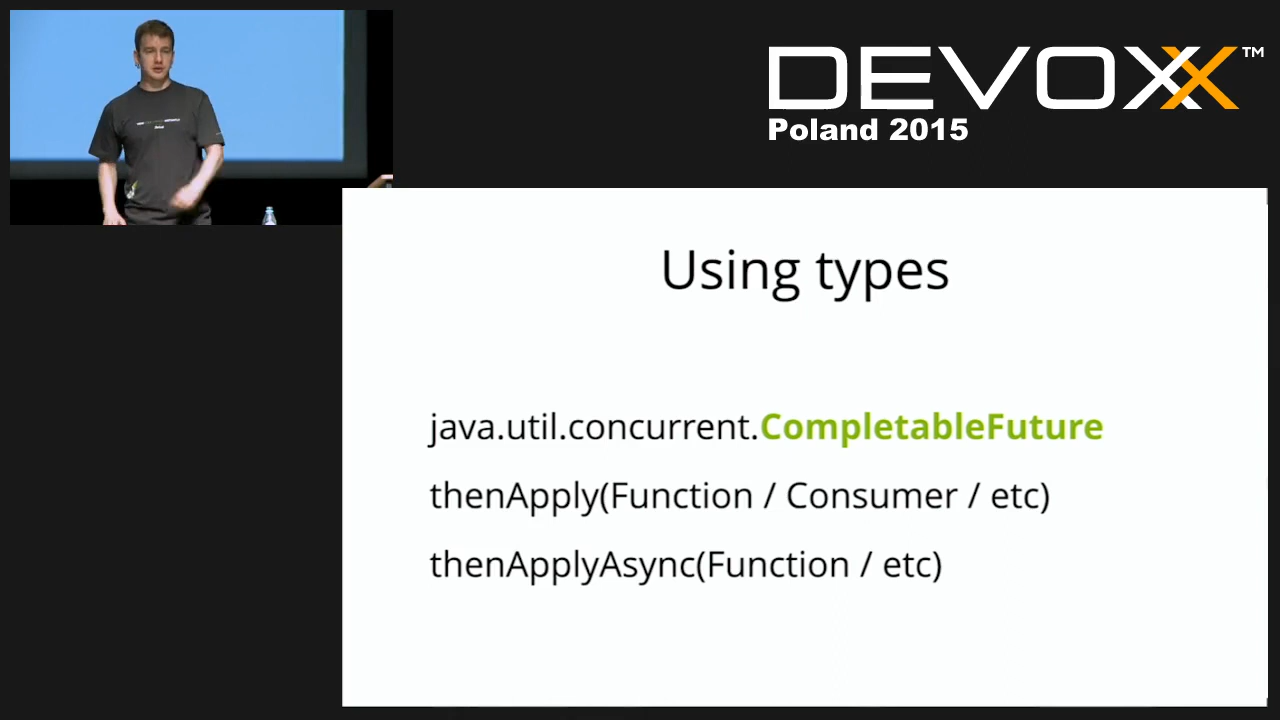 DEVOXX™
Poland 2015
Using types
java.util.concurrent.CompletableFuture
thenApply(Function / Consumer / etc)
thenApplyAsync(Function / etc)